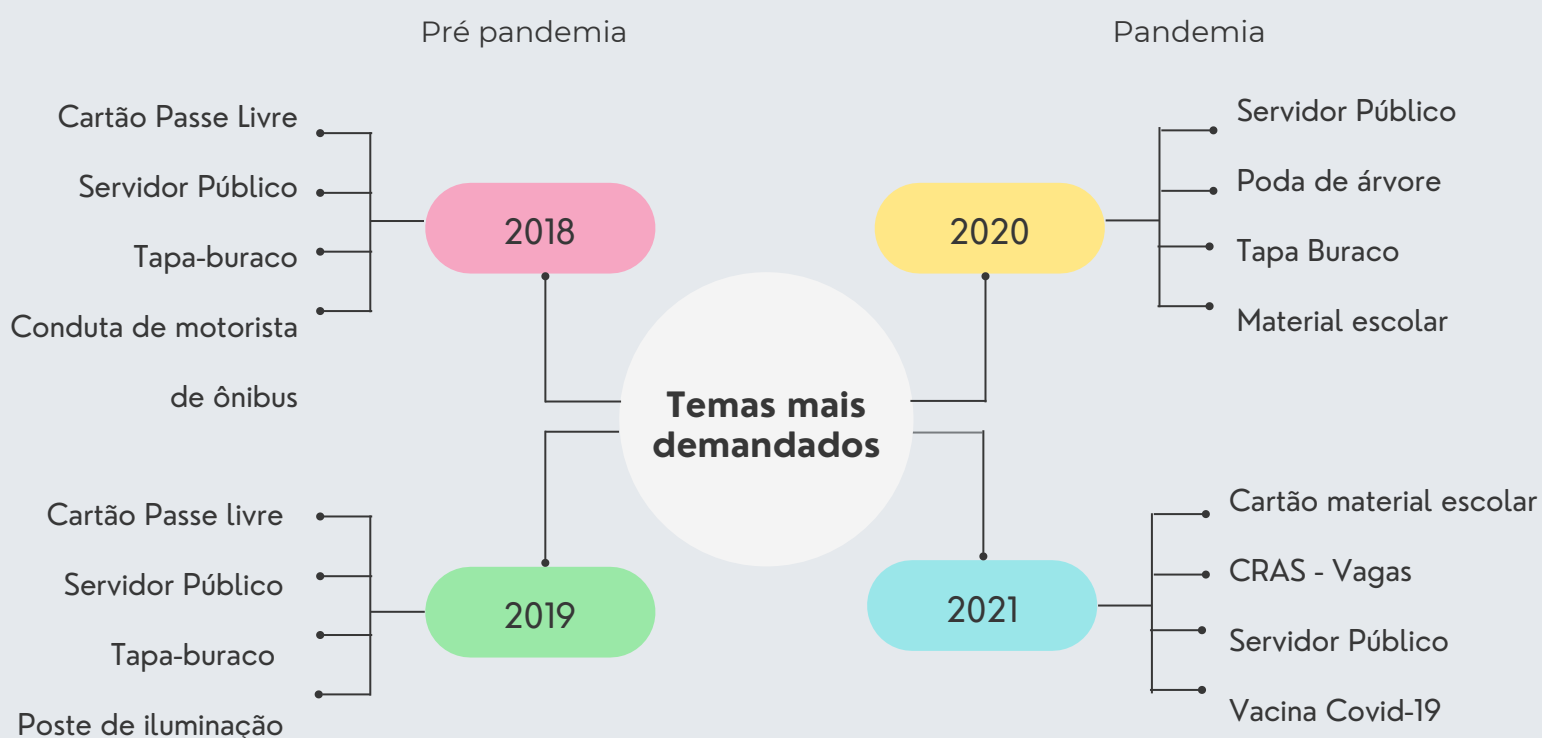 Pré pandemia
Cartão Passe Livre
Servidor Público
Tapa-buraco
Conduta de motorista
de ônibus
2018
Cartão Passe livre
Servidor Público
Tapa-buraco
Poste de iluminação
2019
Temas mais
demandados
Pandemia
2020
Servidor Público
Poda de árvore
Tapa Buraco
Material escolar
2021
Cartão material escolar
CRAS - Vagas
Servidor Público
Vacina Covid-19